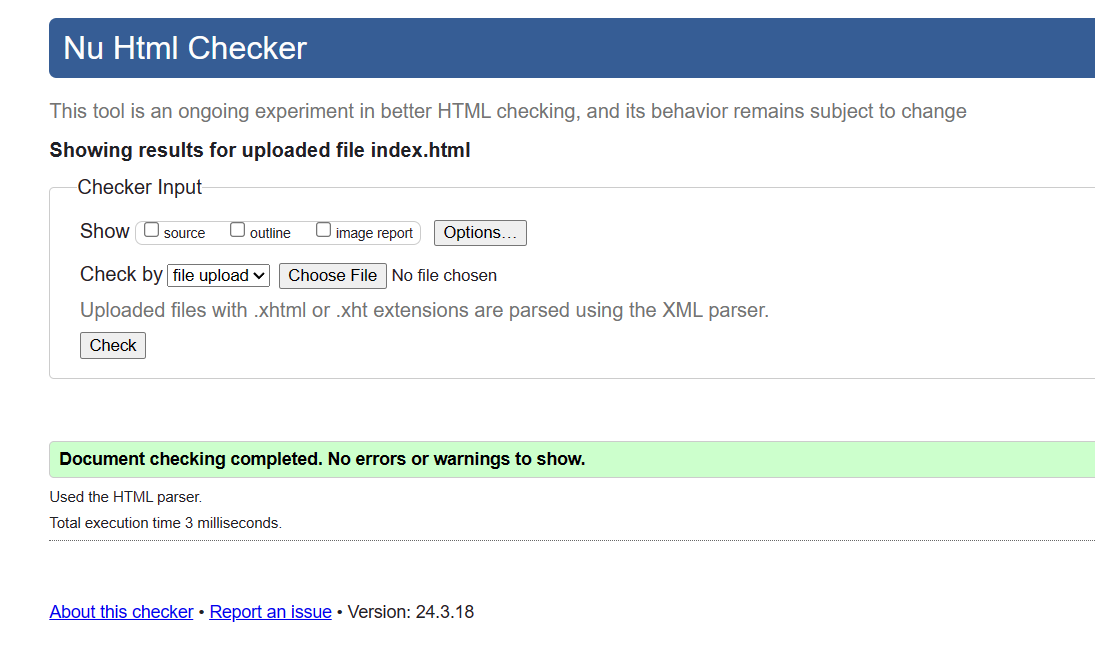 Nu Html Checker
This tool is an ongoing experiment in better HTML checking, and its behavior remains subject to change
Showing results for uploaded file index.html
Checker Input
Show source outline image report Options…
Check by file upload Choose File No file chosen
Uploaded files with .xhtml or .xht extensions are parsed using the XML parser.
Check
Document checking completed. No errors or warnings to show.
Used the HTML parser.
Total execution time 3 milliseconds.
About this checker • Report an issue • Version: 24.3.18